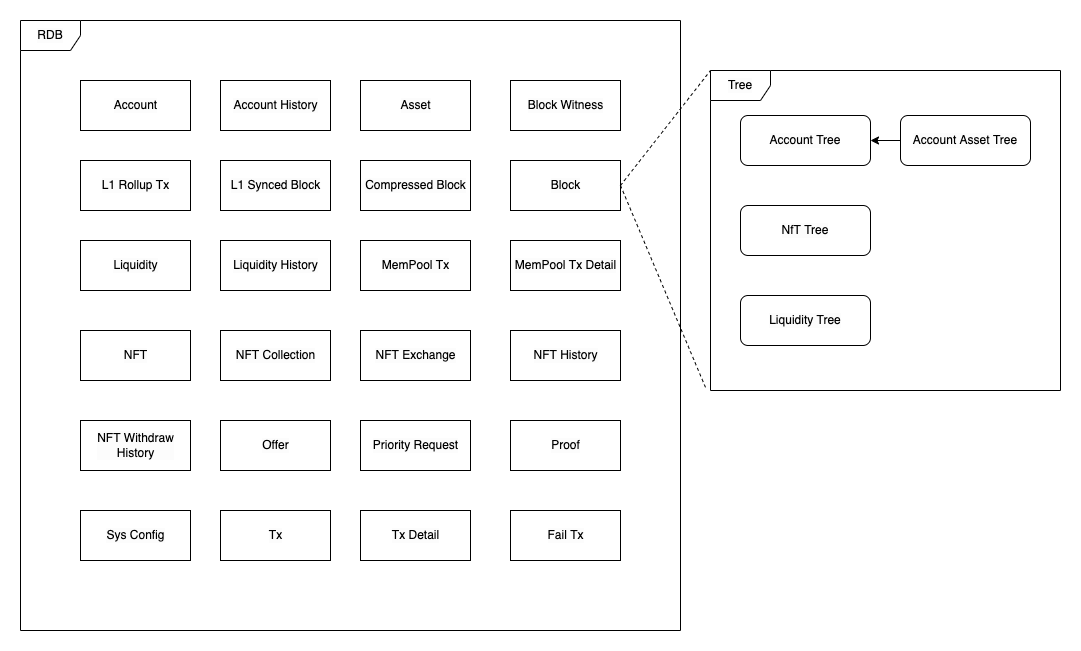 RDB
Account
Account History
Asset
Block Witness
L1 Rollup Tx
L1 Synced Block
Compressed Block
Block
Liquidity
Liquidity History
MemPool Tx
MemPool Tx Detail
NFT
NFT Collection
NFT Exchange
NFT History
NFT Withdraw
History
Offer
Priority Request
Proof
Sys Config
Tx
Tx Detail
Fail Tx
Tree
Account Tree
Account Asset Tree
NfT Tree
Liquidity Tree